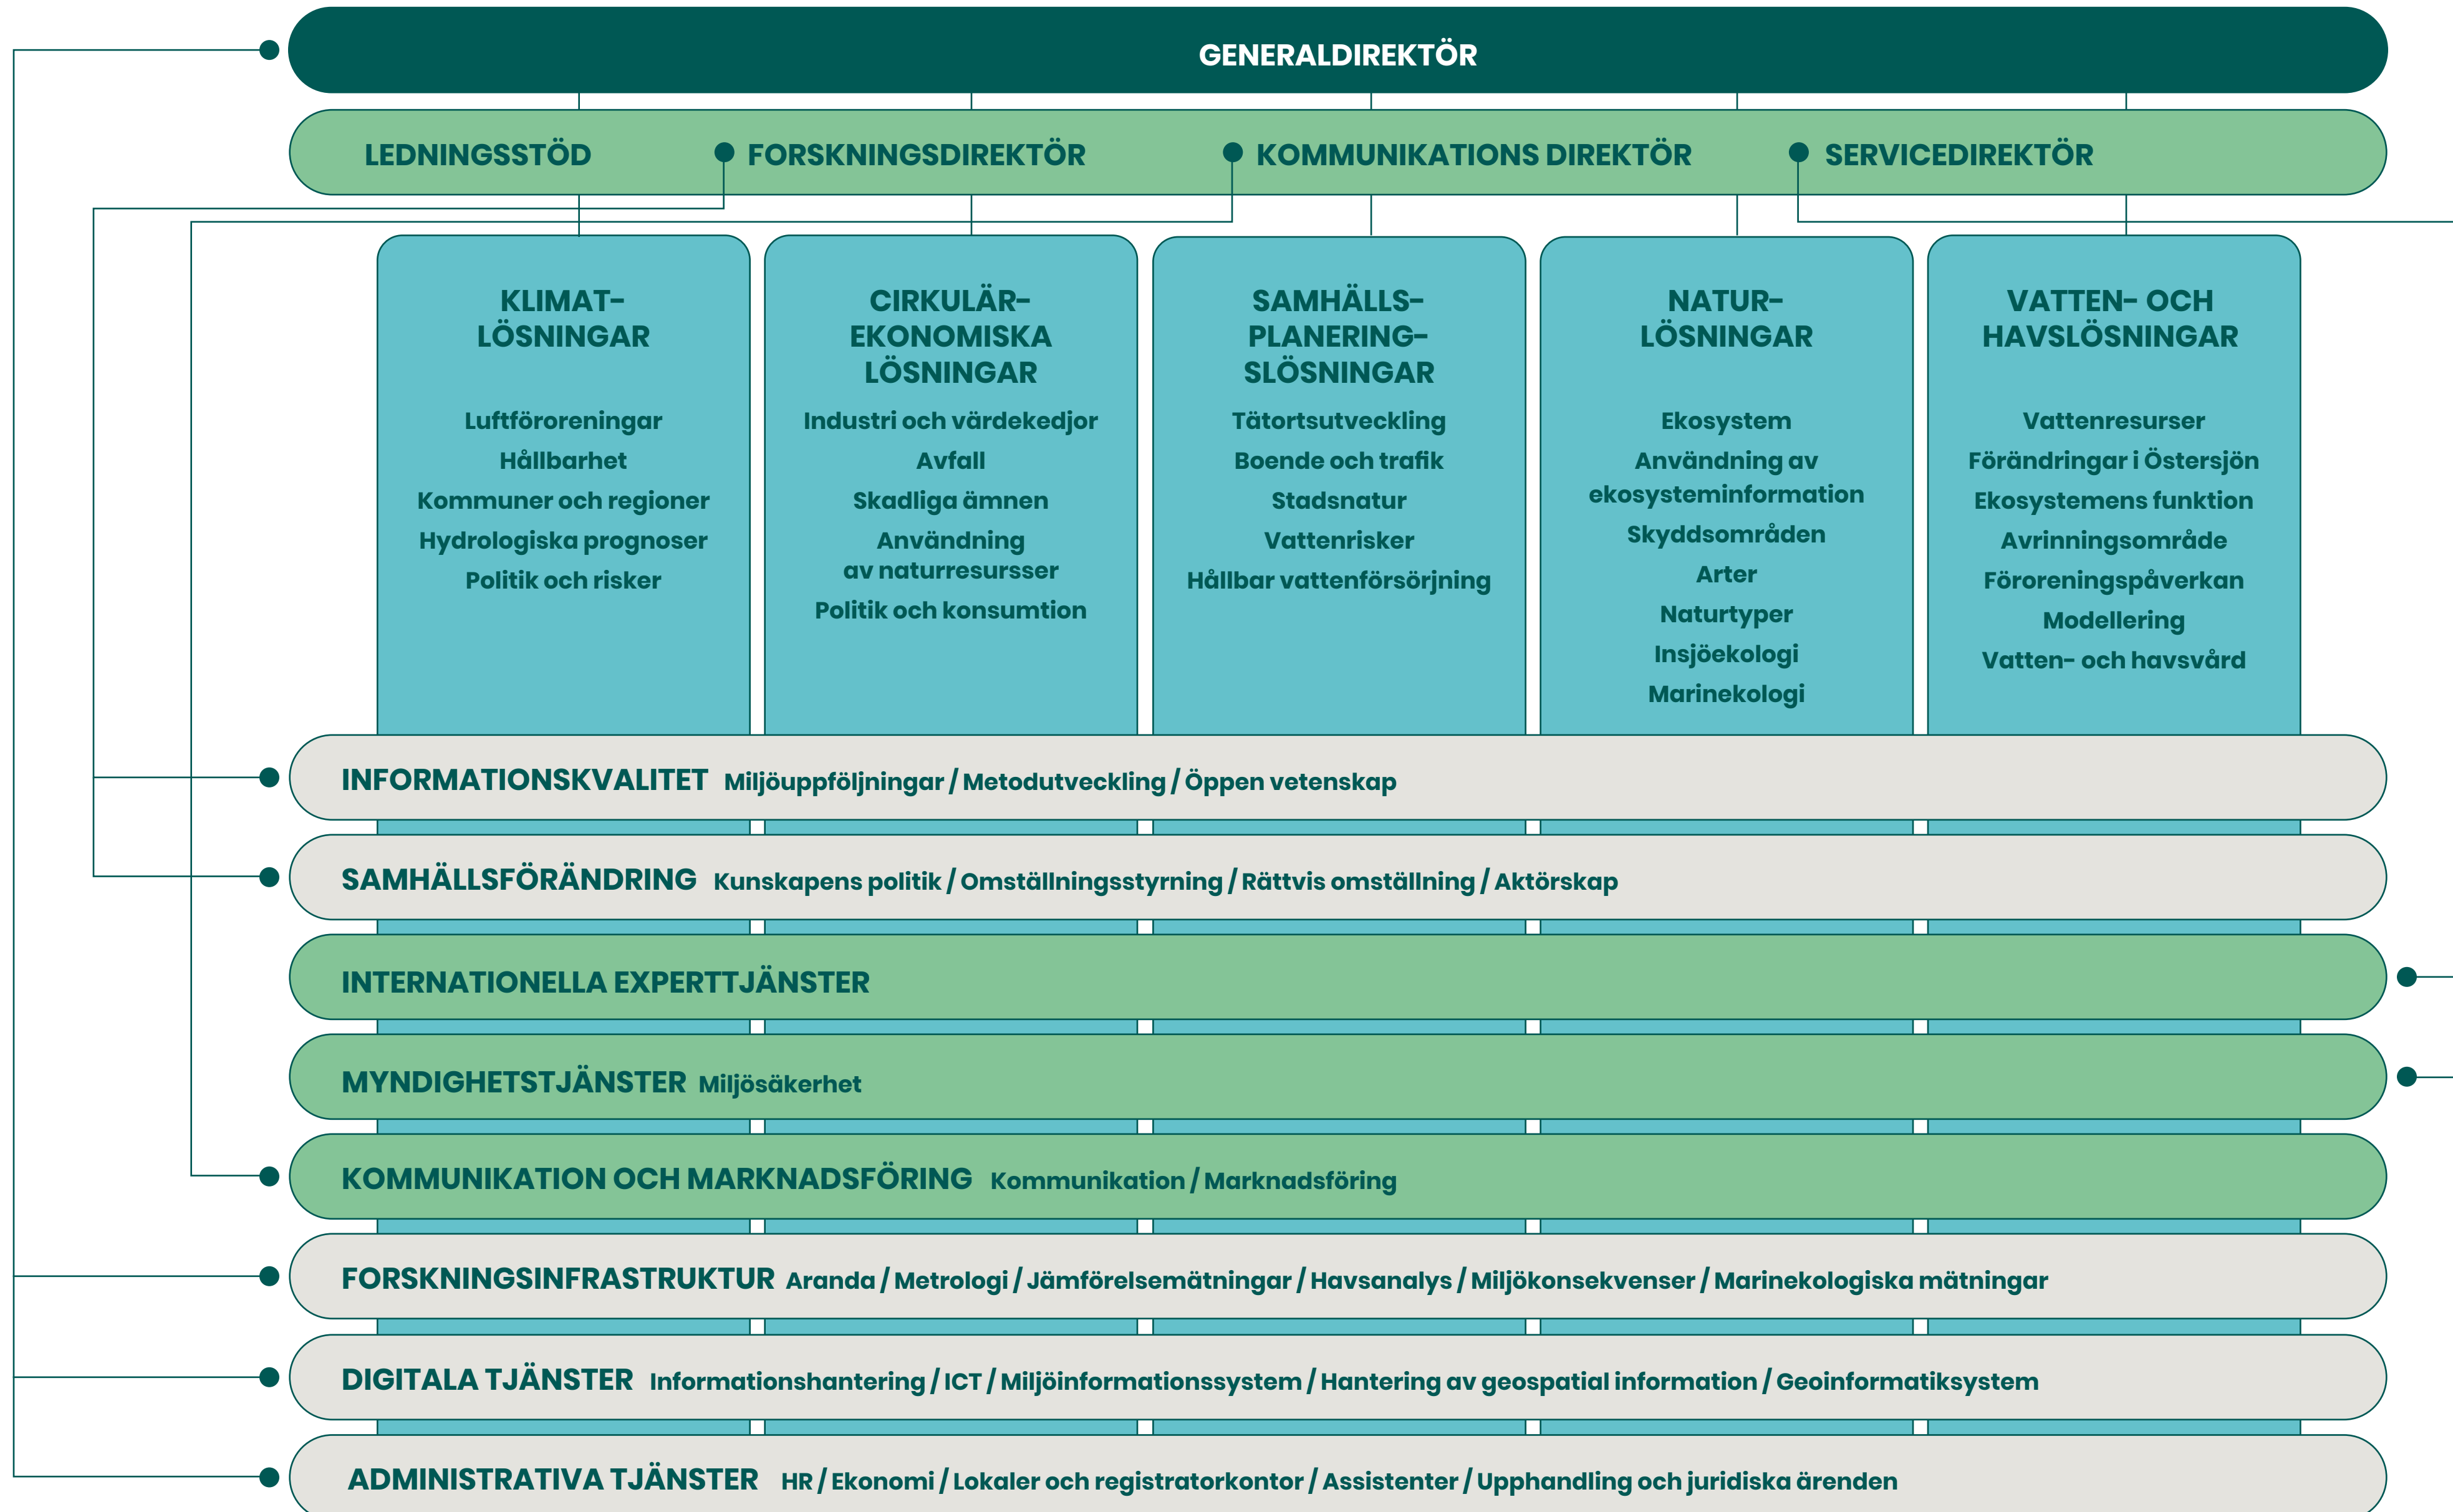 GENERALDIREKTÖR
LEDNINGSSTÖD FORSKNINGSDIREKTÖR KOMMUNIKATIONS DIREKTÖR SERVICEDIREKTÖR
KLIMAT-
LÖSNINGAR
Luftföroreningar
Hållbarhet
Kommuner och regioner
Hydrologiska prognoser
Politik och risker
CIRKULÄR-
EKONOMISKA
LÖSNINGAR
Industri och värdekedjor
Avfall
Skadliga ämnen
Användning
av naturresursser
Politik och konsumtion
SAMHÄLLS-
PLANERING-
SLÖSNINGAR
Tätortsutveckling
Boende och trafik
Stadsnatur
Vattenrisker
Hållbar vattenförsörjning
NATUR-
LÖSNINGAR
Ekosystem
Användning av
ekosysteminformation
Skyddsområden
Arter
Naturtyper
Insjöekologi
Marinekologi
VATTEN- OCH
HAVSLÖSNINGAR
Vattenresurser
Förändringar i Östersjön
Ekosystemens funktion
Avrinningsområde
Föroreningspåverkan
Modellering
Vatten- och havsvård
INFORMATIONSKVALITET Miljöuppföljningar / Metodutveckling / Öppen vetenskap
SAMHÄLLSFÖRÄNDRING Kunskapens politik / Omställningsstyrning / Rättvis omställning / Aktörskap
INTERNATIONELLA EXPERTTJÄNSTER
MYNDIGHETSTJÄNSTER Miljösäkerhet
KOMMUNIKATION OCH MARKNADSFÖRING Kommunikation / Marknadsföring
FORSKNINGSINFRASTRUKTUR Aranda / Metrologi / Jämförelsemätningar / Havsanalys / Miljökonsekvenser / Marinekologiska mätningar
DIGITALA TJÄNSTER Informationshantering / ICT / Miljöinformationssystem / Hantering av geospatial information / Geoinformatiksystem
ADMINISTRATIVA TJÄNSTER HR / Ekonomi / Lokaler och registratorkontor / Assistenter / Upphandling och juridiska ärenden